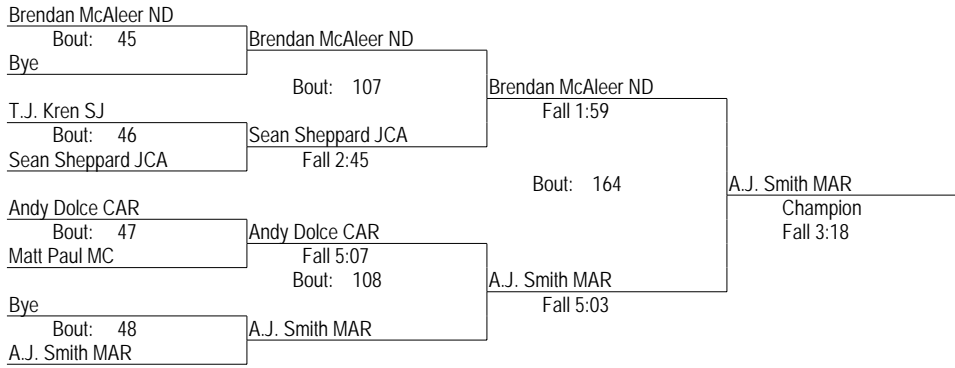 Brendan McAleer ND
Bout: 45
Brendan McAleer ND
Bye
Bout: 107
Brendan McAleer ND
T.J. Kren SJ
Fall 1:59
Bout: 46
Sean Sheppard JCA
Sean Sheppard JCA
Fall 2:45
Bout: 164
A.J. Smith MAR
Andy Dolce CAR
Champion
Bout: 47
Andy Dolce CAR
Fall 3:18
Matt Paul MC
Fall 5:07
Bout: 108
A.J. Smith MAR
Bye
Fall 5:03
Bout: 48
A.J. Smith MAR
A.J. Smith MAR